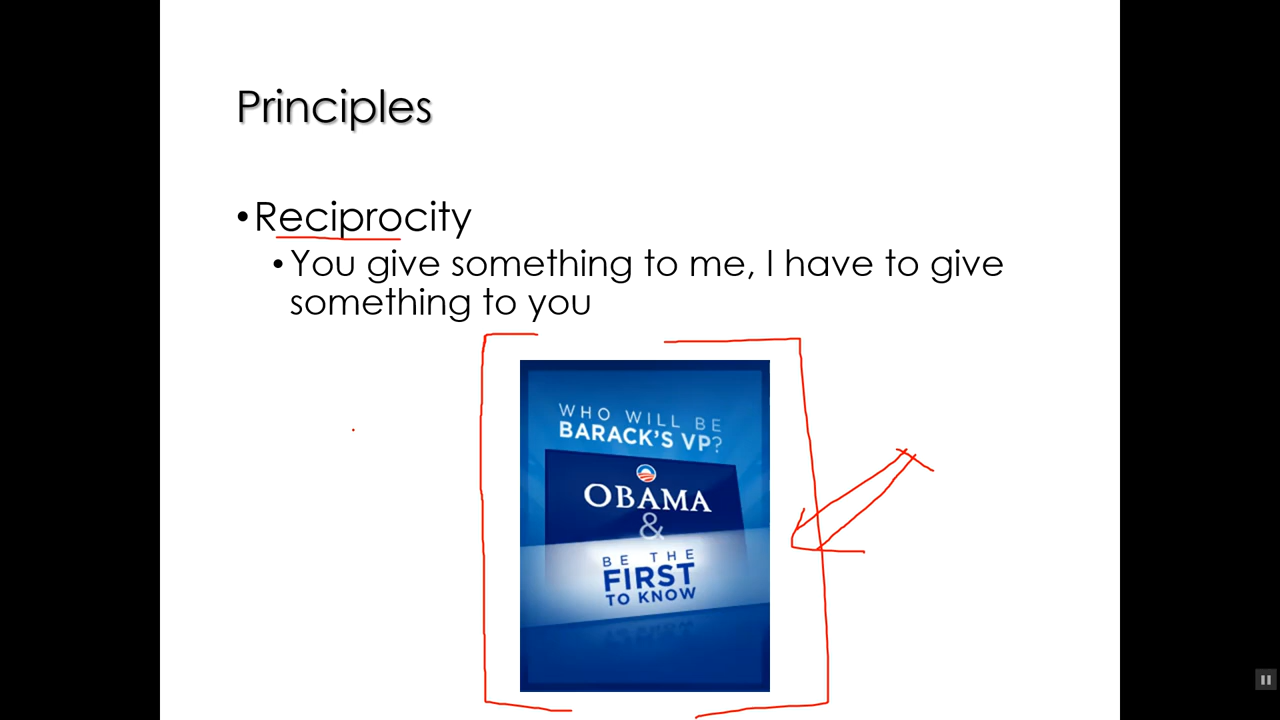 Principles
•Reciprocity
•You give something to me, I have to give
something to you
WHO WILL BE
BARACK'S VP?
OBAMA
&
BE THE
FIRST
TO KNOW